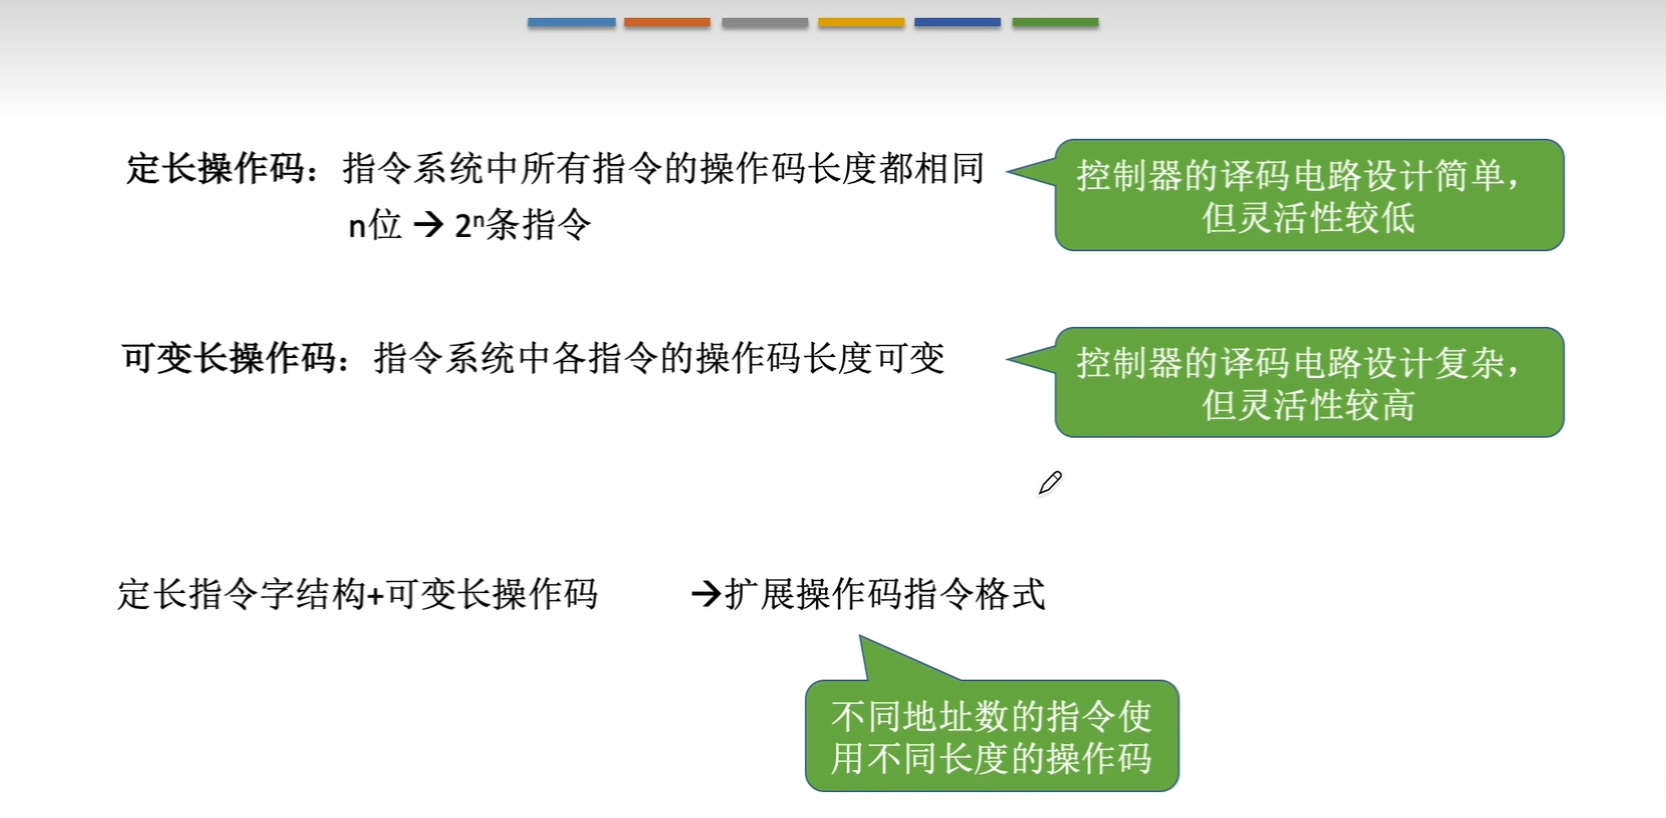 定长操作码：指令系统中所有指令的操作码长度都相同
n位 → 2ⁿ条指令
控制器的译码电路设计简单，
但灵活性较低
可变长操作码：指令系统中各指令的操作码长度可变
控制器的译码电路设计复杂，
但灵活性较高
定长指令字结构+可变长操作码 →扩展操作码指令格式
不同地址数的指令使
用不同长度的操作码